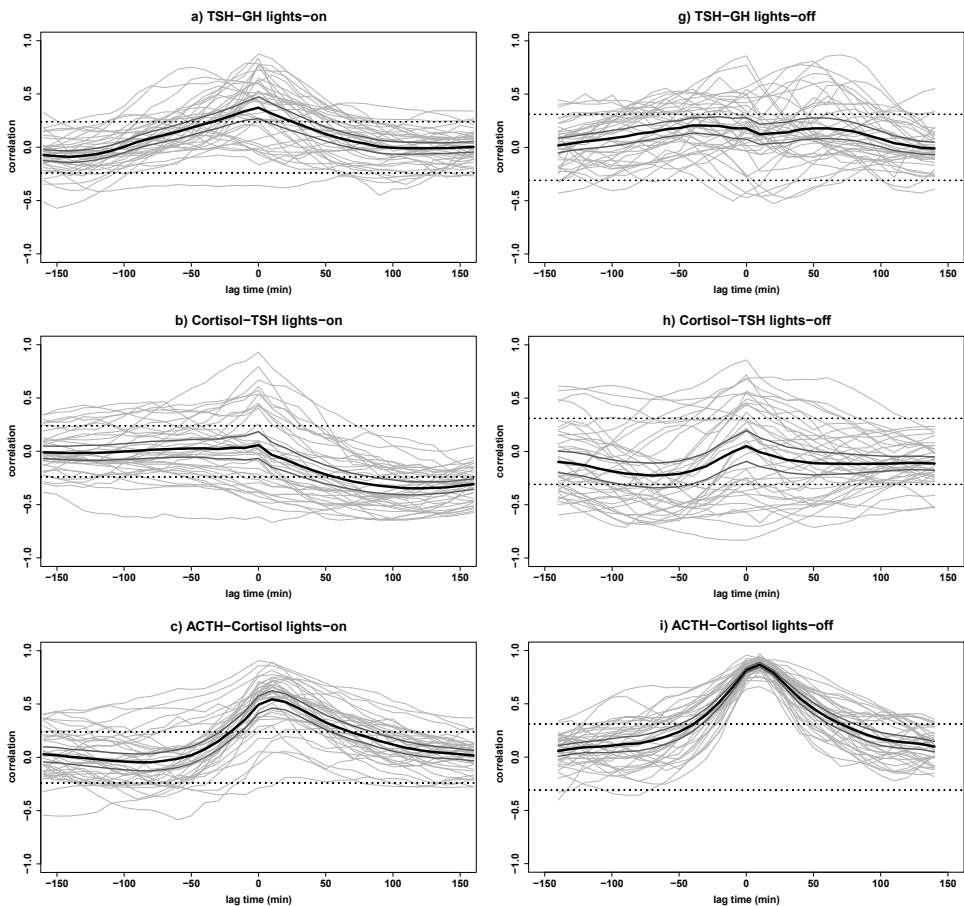 a) TSH−GH lights−on
correlation
1.0
0.5
0.0
−0.5
−1.0
−150 −100 −50 0 50 100 150
lag time (min)
g) TSH−GH lights−off
correlation
1.0
0.5
0.0
−0.5
−1.0
−150 −100 −50 0 50 100 150
lag time (min)
b) Cortisol−TSH lights−on
correlation
1.0
0.5
0.0
−0.5
−1.0
−150 −100 −50 0 50 100 150
lag time (min)
h) Cortisol−TSH lights−off
correlation
1.0
0.5
0.0
−0.5
−1.0
−150 −100 −50 0 50 100 150
lag time (min)
c) ACTH−Cortisol lights−on
correlation
1.0
0.5
0.0
−0.5
−1.0
−150 −100 −50 0 50 100 150
lag time (min)
i) ACTH−Cortisol lights−off
correlation
1.0
0.5
0.0
−0.5
−1.0
−150 −100 −50 0 50 100 150
lag time (min)